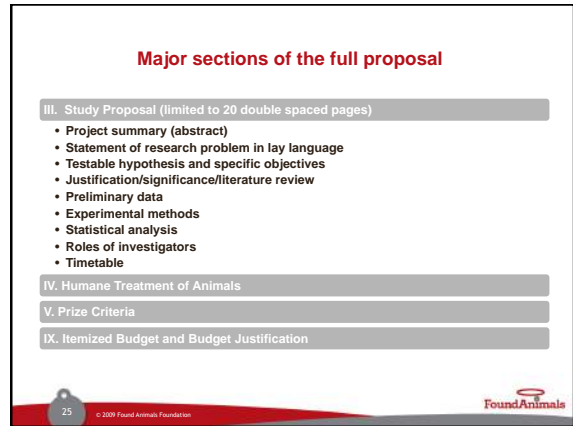 Major sections of the full proposal
III. Study Proposal (limited to 20 double spaced pages)
• Project summary (abstract)
• Statement of research problem in lay language
• Testable hypothesis and specific objectives
• Justification/significance/literature review
• Preliminary data
• Experimental methods
• Statistical analysis
• Roles of investigators
• Timetable
IV. Humane Treatment of Animals
V. Prize Criteria
IX. Itemized Budget and Budget Justification
25
© 2009 Found Animals Foundation
FoundAnimals